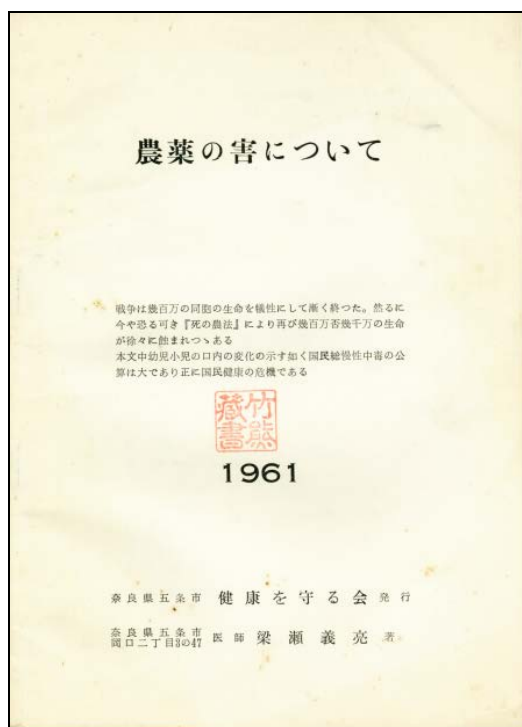 農薬の害について
戦争は幾百万の同胞の生命を犠牲にして漸く終つた。然るに
今や恐る可き『死の農法』により再び幾百万否幾千万の生命
が徐々に蝕まれつゝある
本文中幼児小児の口内の変化の示す如く国民総慢性中毒の公
算は大であり正に国民健康の危機である
竹熊
蔵書
1961
奈良県五条市 健康を守る会 発行
奈良県五条市
岡口二丁目3の47 医師 梁瀬義亮 著